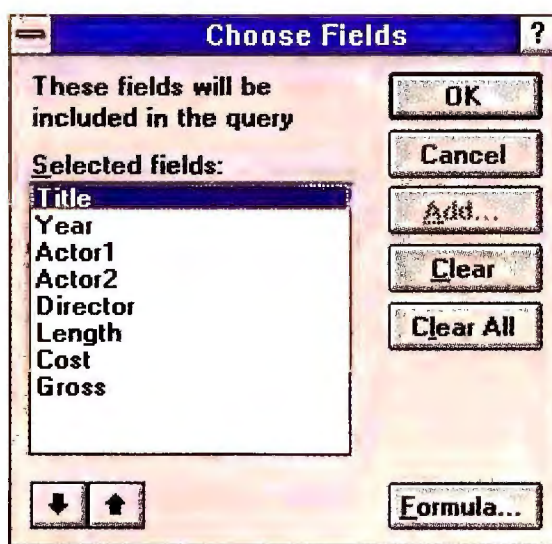 Choose Fields ?
These fields will be
included in the query
Selected fields:
Title
Year
Actor1
Actor2
Director
Length
Cost
Gross
OK
Cancel
Add...
Clear
Clear All
Formula...